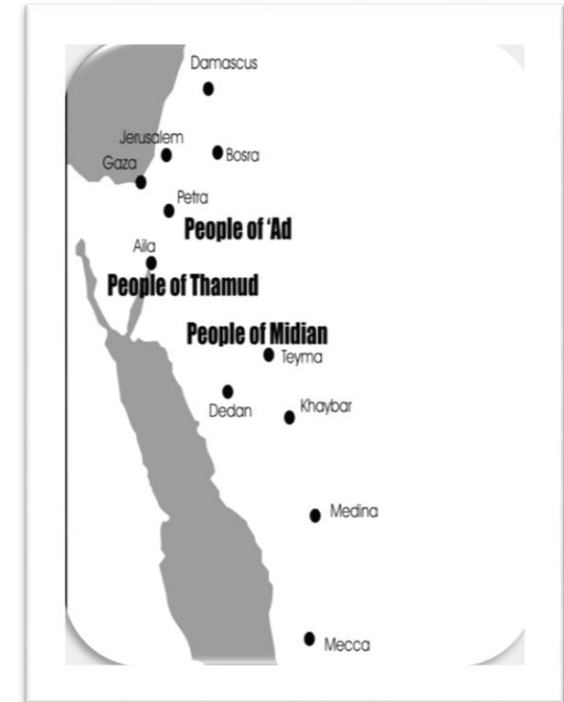 Damascus
Jerusalem
Bosra
Gaza
Petra
People of ‘Ad
Aila
People of Thamud
People of Midian
Teyma
Dedan
Khaybar
Medina
Mecca